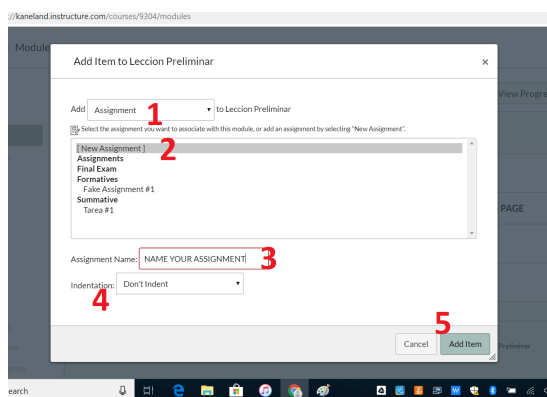 ://kaneland.instructure.com/courses/9304/modules
Module
Add Item to Leccion Preliminar ×
View Progre
Add Assignment 1 to Leccion Preliminar
Select the assignment you want to associate with this module, or add an assignment by selecting "New Assignment".
[ New Assignment ] 2
Assignments
Final Exam
Formatives
Fake Assignment #1
Summative
Tarea #1
PAGE
Assignment Name: NAME YOUR ASSIGNMENT 3
Indentation: Don't Indent
4
5
Cancel Add Item
Preliminar
earch